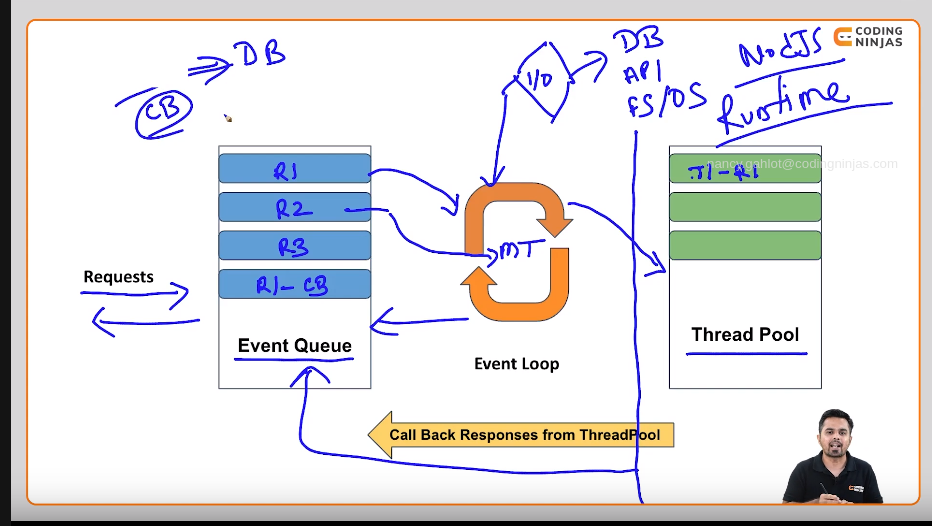 CODING
NINJAS
DB
CB
I/O
DB
API
FS/OS
NodJS
Runtime
nancy.gahlot@codingninjas.com
R1
R2
R3
R1-CB
T1-R1
MT
Requests
Event Queue
Event Loop
Thread Pool
Call Back Responses from ThreadPool